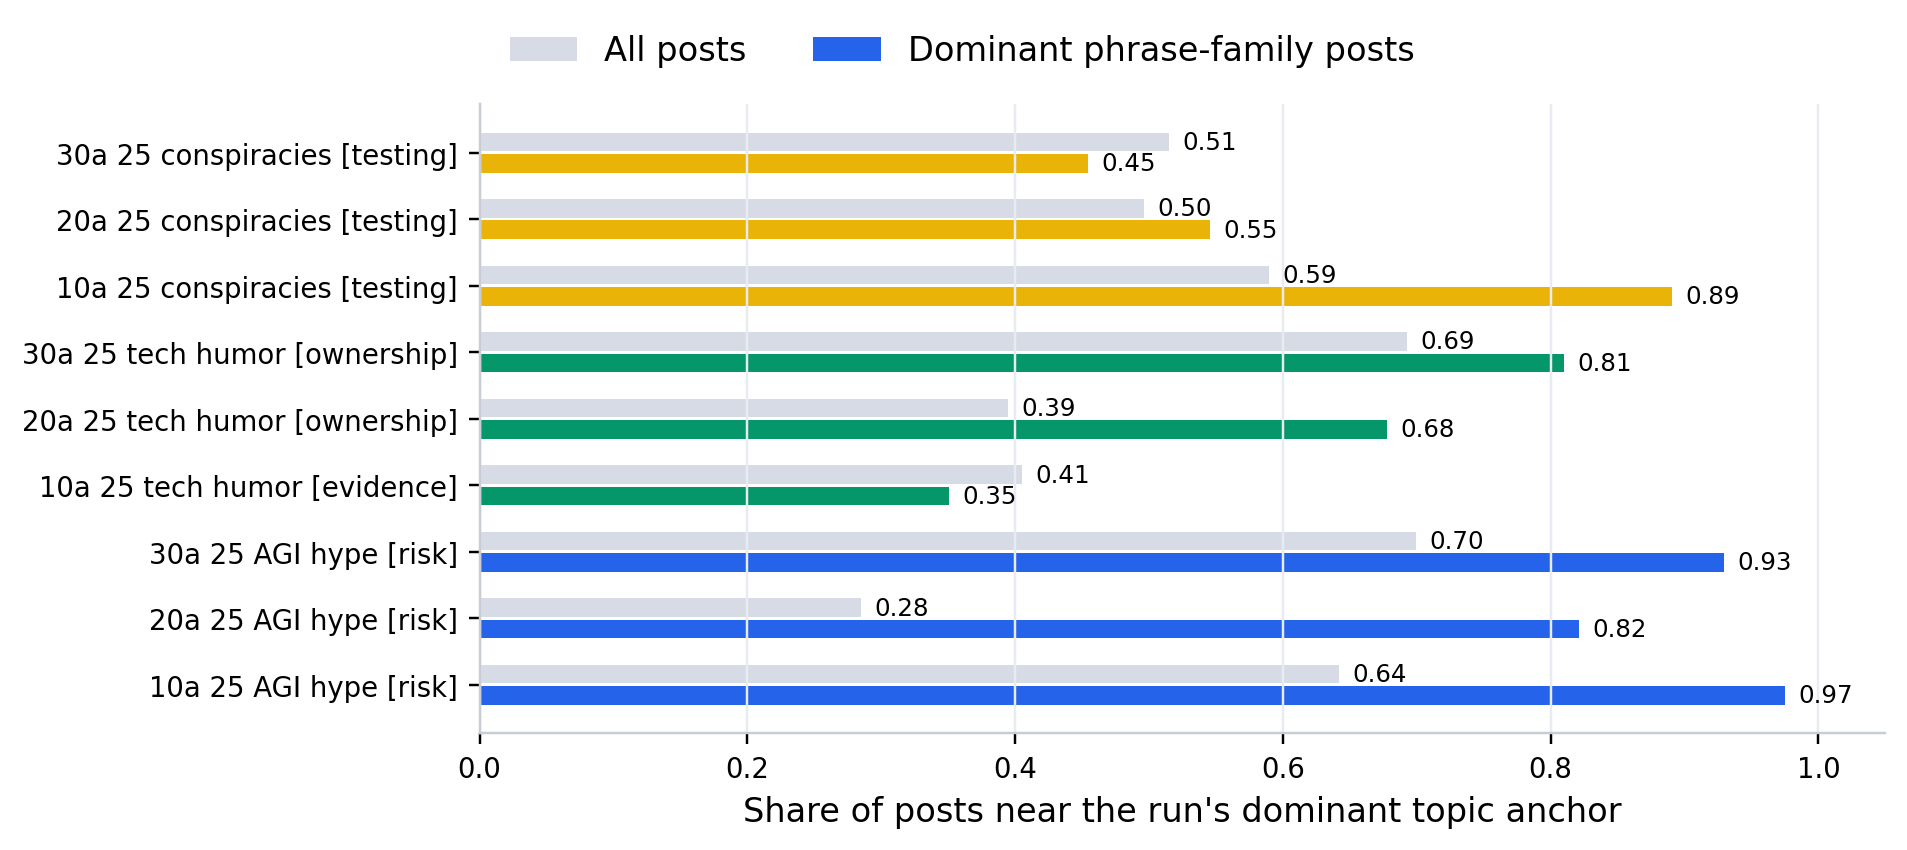 All posts
Dominant phrase-family posts
30a 25 conspiracies [testing]
0.51
0.45
20a 25 conspiracies [testing]
0.50
0.55
10a 25 conspiracies [testing]
0.59
0.89
30a 25 tech humor [ownership]
0.69
0.81
20a 25 tech humor [ownership]
0.39
0.68
10a 25 tech humor [evidence]
0.41
0.35
30a 25 AGI hype [risk]
0.70
0.93
20a 25 AGI hype [risk]
0.28
0.82
10a 25 AGI hype [risk]
0.64
0.97
0.0 0.2 0.4 0.6 0.8 1.0
Share of posts near the run's dominant topic anchor